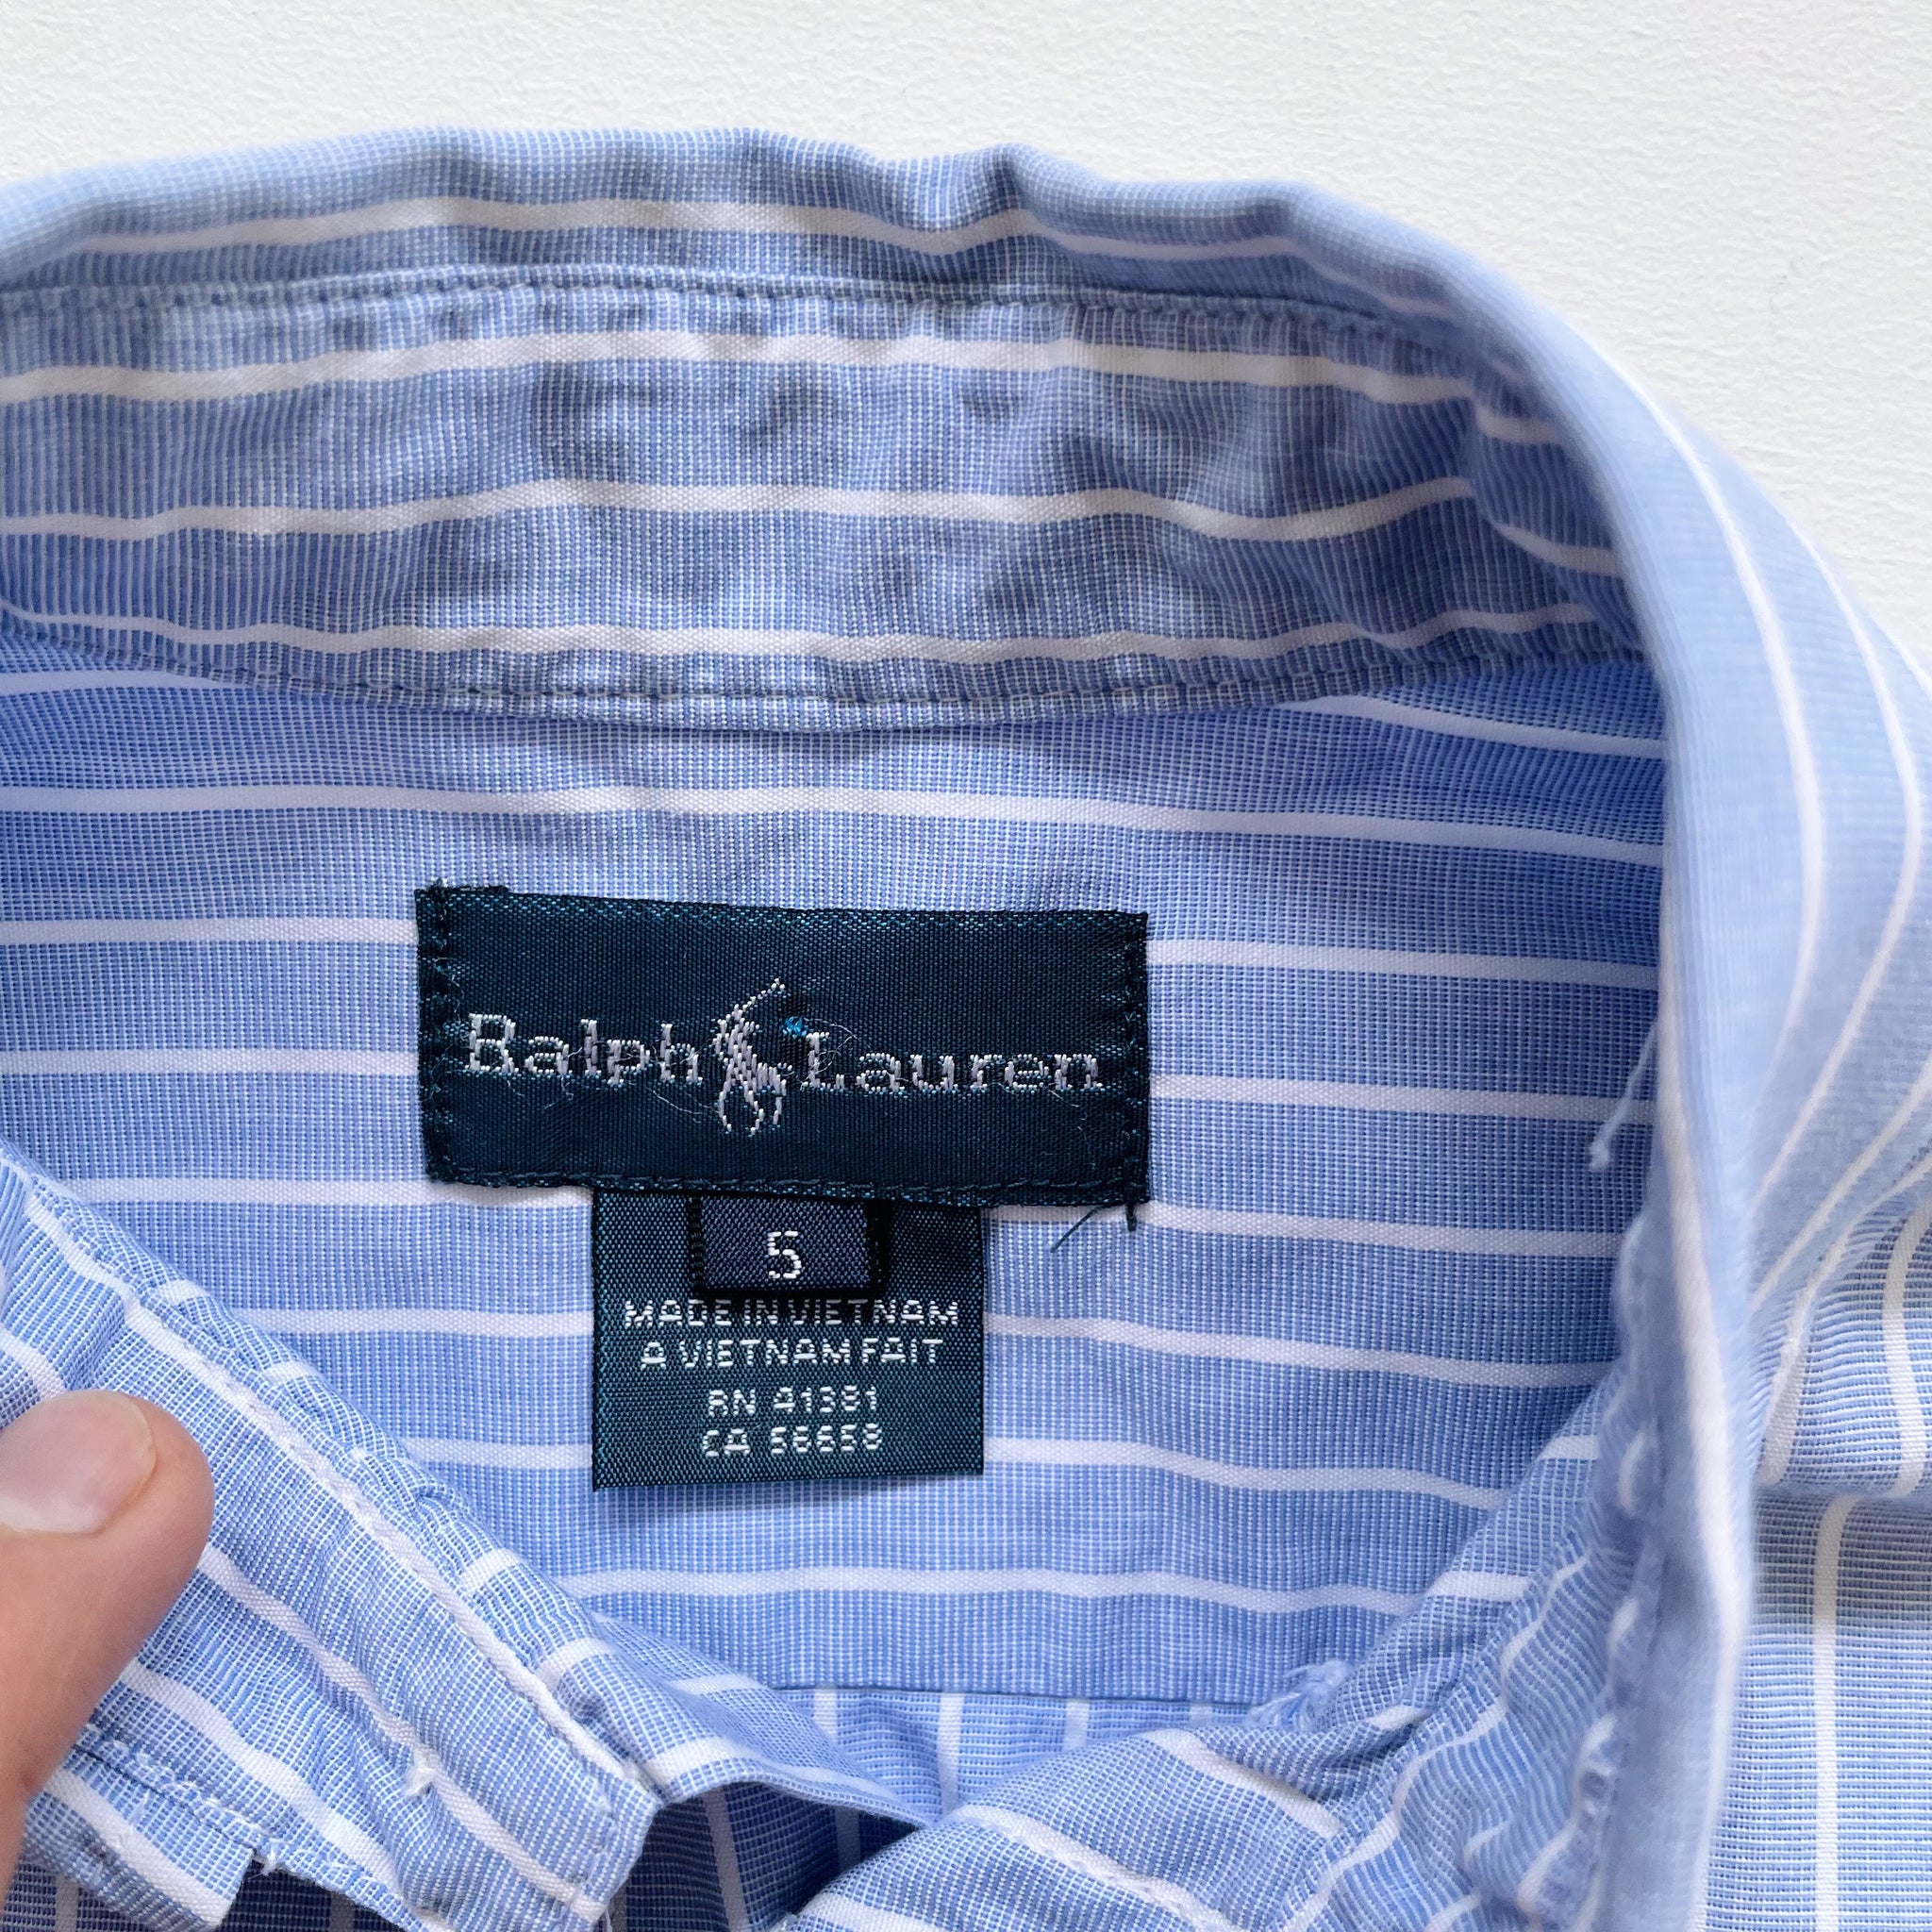 Ralph Lauren
5
MADE IN VIETNAM
A VIETNAM FAIT
RN 41381
CA 56658